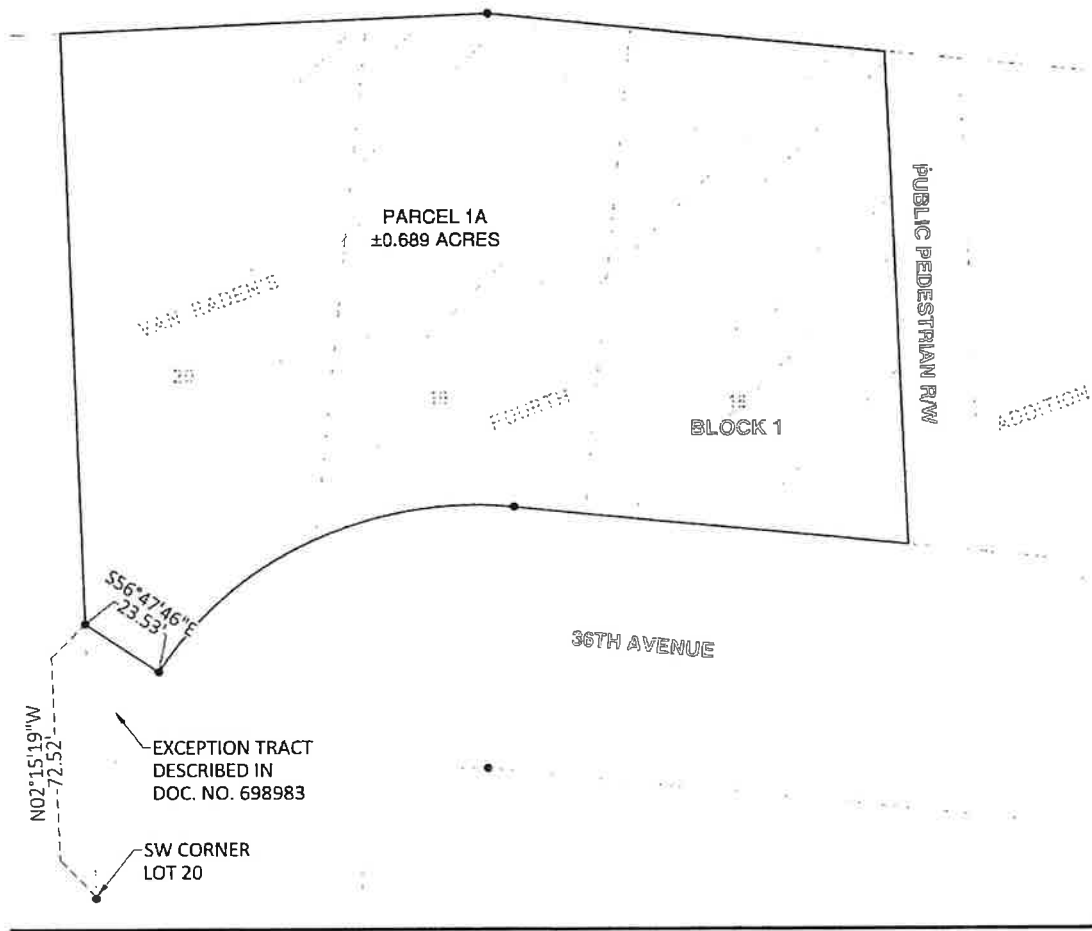 PARCEL 1A
±0.689 ACRES
PUBLIC PEDESTRIAN R/W
VAN RADEN'S
20
19
FOURTH
18
BLOCK 1
ADDITION
S56°47'46"E
23.53'
36TH AVENUE
N02°15'19"W
72.52'
EXCEPTION TRACT
DESCRIBED IN
DOC. NO. 698983
SW CORNER
LOT 20